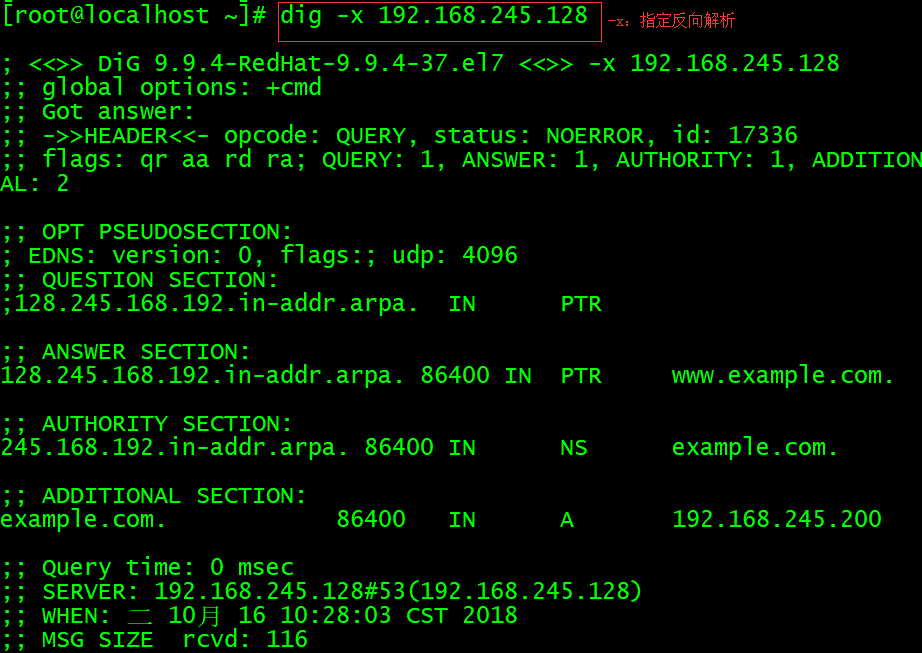 [root@localhost ~]# dig -x 192.168.245.128 -x: 指定反向解析
; <<>> DiG 9.9.4-RedHat-9.9.4-37.el7 <<>> -x 192.168.245.128
;; global options: +cmd
;; Got answer:
;; ->>HEADER<<- opcode: QUERY, status: NOERROR, id: 17336
;; flags: qr aa rd ra; QUERY: 1, ANSWER: 1, AUTHORITY: 1, ADDITION
AL: 2
;; OPT PSEUDOSECTION:
; EDNS: version: 0, flags:; udp: 4096
;; QUESTION SECTION:
;128.245.168.192.in-addr.arpa. IN PTR
;; ANSWER SECTION:
128.245.168.192.in-addr.arpa. 86400 IN PTR www.example.com.
;; AUTHORITY SECTION:
245.168.192.in-addr.arpa. 86400 IN NS example.com.
;; ADDITIONAL SECTION:
example.com. 86400 IN A 192.168.245.200
;; Query time: 0 msec
;; SERVER: 192.168.245.128#53(192.168.245.128)
;; WHEN: 二 10月 16 10:28:03 CST 2018
;; MSG SIZE rcvd: 116